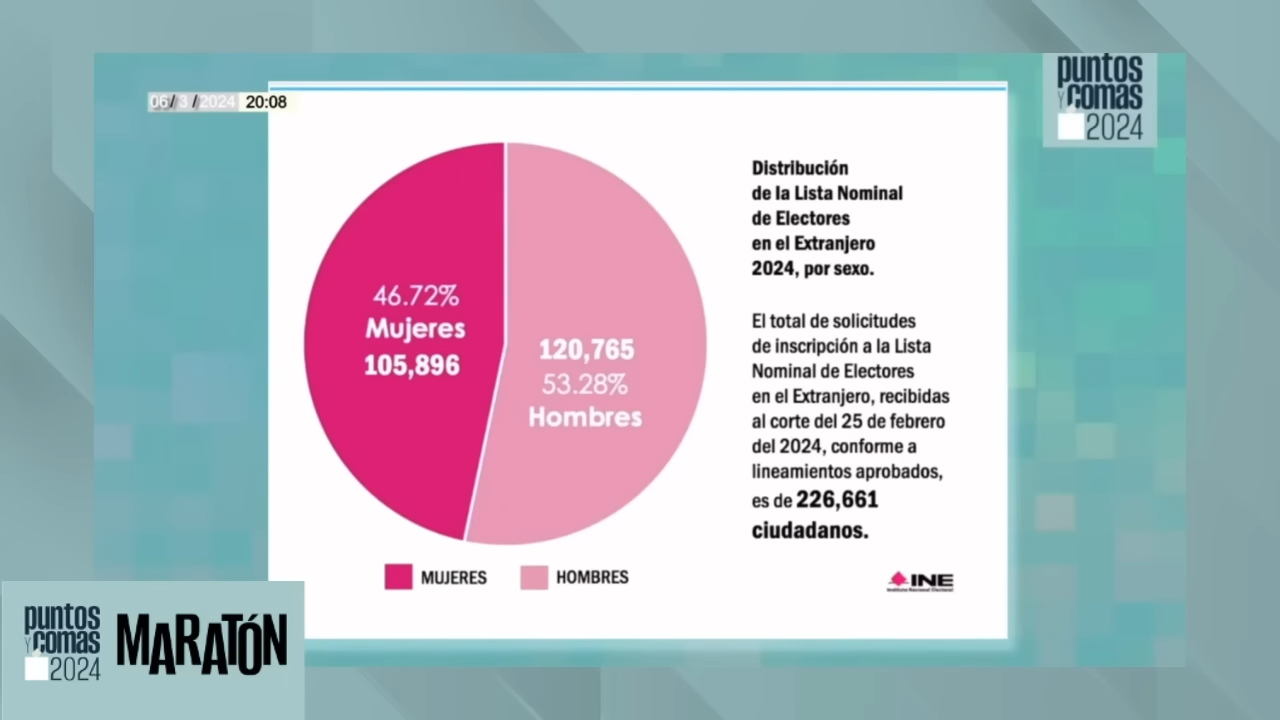 06/ 3 /2024 20:08
puntos
y comas
2024
46.72%
Mujeres
105,896
120,765
53.28%
Hombres
MUJERES
HOMBRES
Distribución
de la Lista Nominal
de Electores
en el Extranjero
2024, por sexo.
El total de solicitudes
de inscripción a la Lista
Nominal de Electores
en el Extranjero, recibidas
al corte del 25 de febrero
del 2024, conforme a
lineamientos aprobados,
es de 226,661
ciudadanos.
INE
Instituto Nacional Electoral
puntos
y comas
2024
MARATÓN